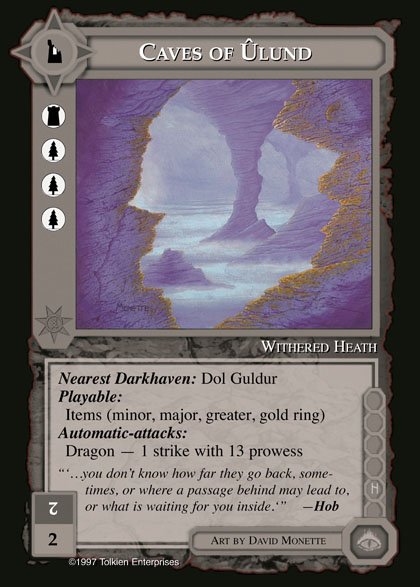 CAVES OF ÛLUND
MONETTE
WITHERED HEATH
Nearest Darkhaven: Dol Guldur
Playable:
Items (minor, major, greater, gold ring)
Automatic-attacks:
Dragon — 1 strike with 13 prowess
“‘…you don’t know how far they go back, some-
times, or where a passage behind may lead to,
or what is waiting for you inside.‘” —Hob
H
2
2
ART BY DAVID MONETTE
©1997 Tolkien Enterprises